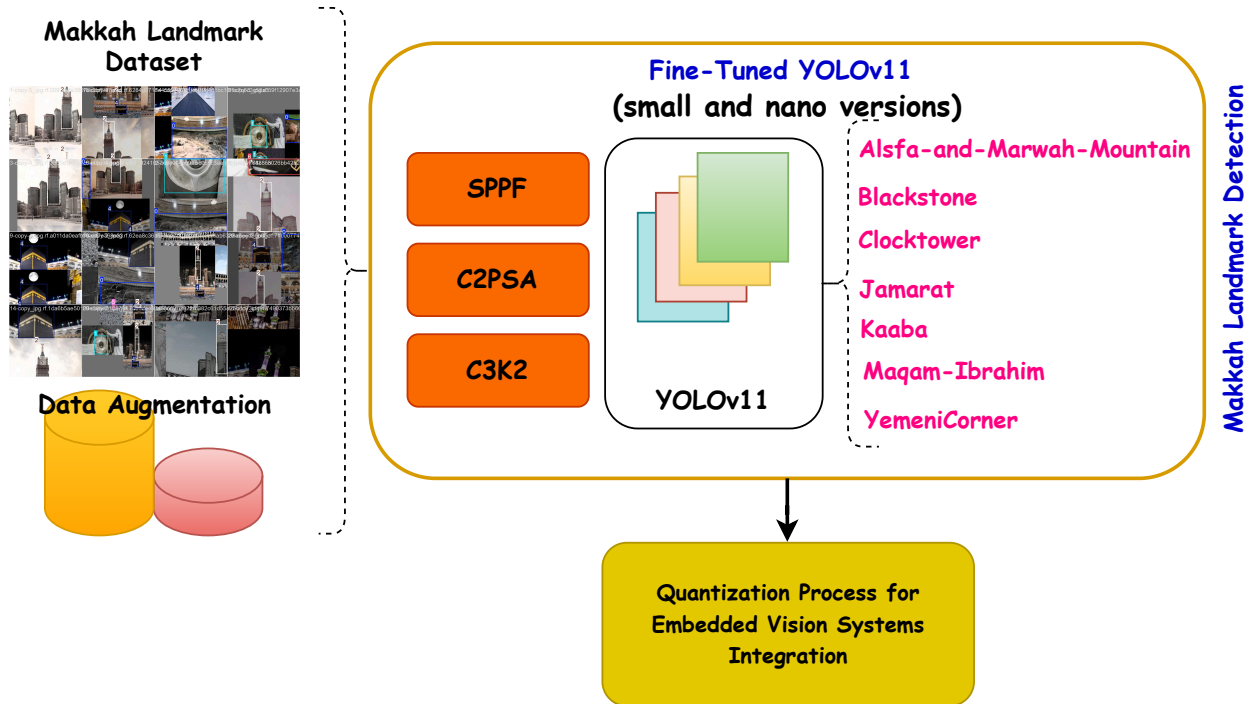 Makkah Landmark
Dataset
Data Augmentation
Fine-Tuned YOLOv11
(small and nano versions)
SPPF
C2PSA
C3K2
YOLOv11
Alsfa-and-Marwah-Mountain
Blackstone
Clocktower
Jamarat
Kaaba
Maqam-Ibrahim
YemeniCorner
Makkah Landmark Detection
Quantization Process for
Embedded Vision Systems
Integration